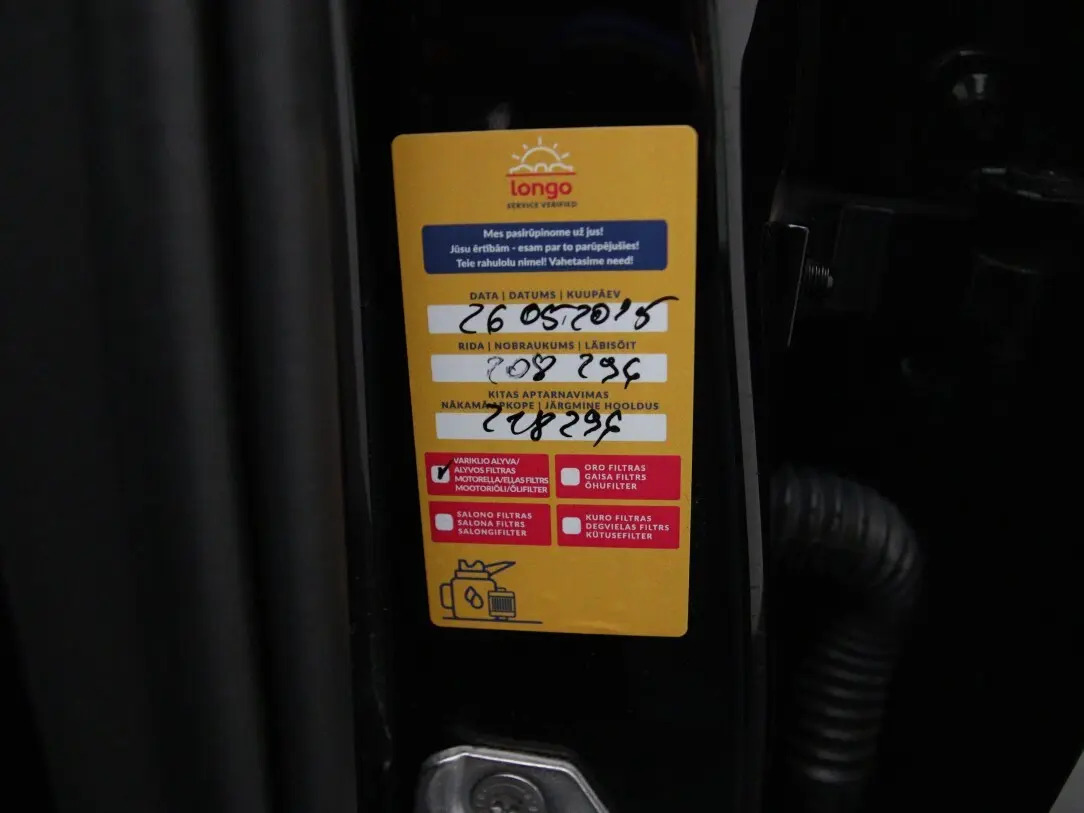 longo
SERVICE VERIFIED
Mes pasirūpinome už jus!
Jūsu ērtībām - esam par to parūpējušies!
Teie rahulolu nimel! Vahetasime need!
DATA | DATUMS | KUUPÄEV
26 05.2015
RIDA | NOBRAUKUMS | LÄBISÕIT
208 296
KITAS APTARNAVIMAS
NĀKAMĀ APKOPE | JÄRGMINE HOOLDUS
228296
VARIKLIO ALYVA/
ALYVOS FILTRAS
MOTOREĻĻA/EĻĻAS FILTRS
MOOTORIÕLI/ÕLIFILTER
ORO FILTRAS
GAISA FILTRS
ÕHUFILTER
SALONO FILTRAS
SALONA FILTRS
SALONGIFILTER
KURO FILTRAS
DEGVIELAS FILTRS
KÜTUSEFILTER